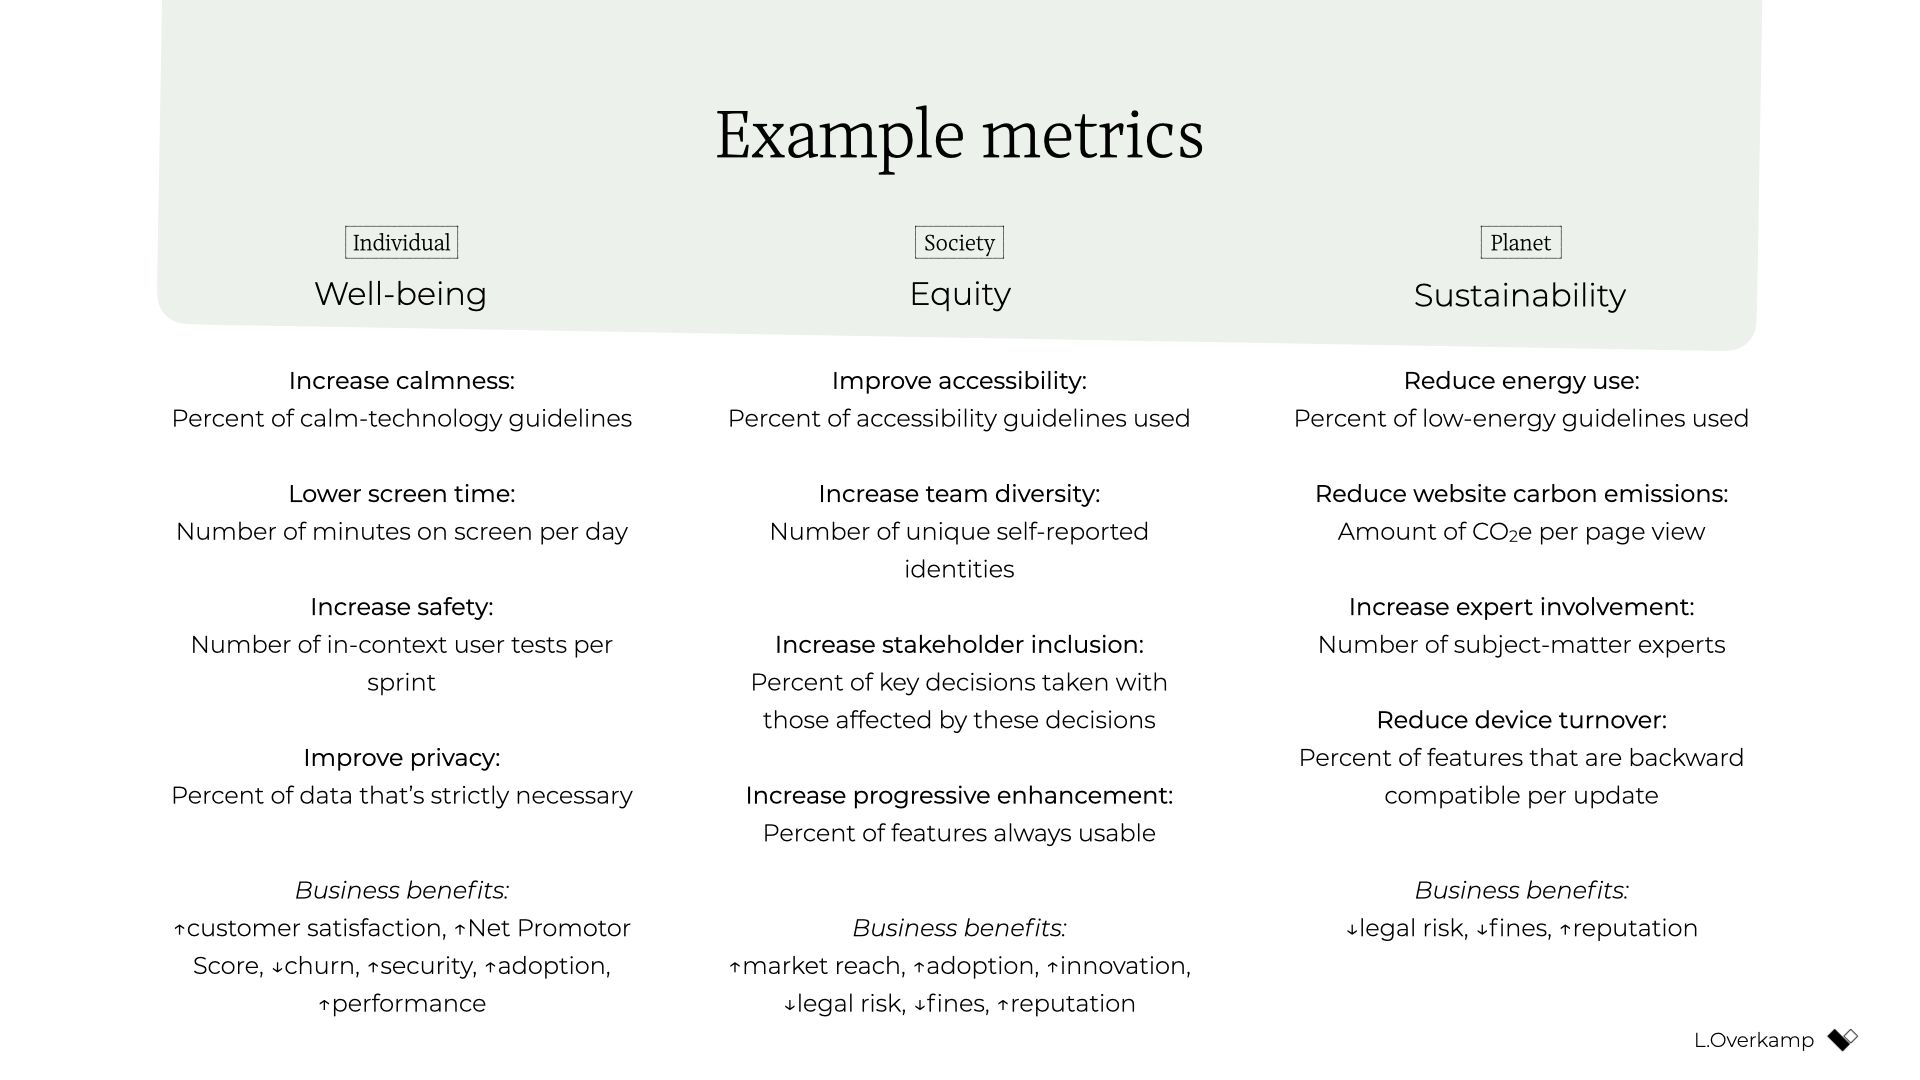 Example metrics
Individual
Well-being
Increase calmness:
Percent of calm-technology guidelines
Lower screen time:
Number of minutes on screen per day
Increase safety:
Number of in-context user tests per
sprint
Improve privacy:
Percent of data that’s strictly necessary
Business benefits:
↑customer satisfaction, ↑Net Promotor
Score, ↓churn, ↑security, ↑adoption,
↑performance
Society
Equity
Improve accessibility:
Percent of accessibility guidelines used
Increase team diversity:
Number of unique self-reported
identities
Increase stakeholder inclusion:
Percent of key decisions taken with
those affected by these decisions
Increase progressive enhancement:
Percent of features always usable
Business benefits:
↑market reach, ↑adoption, ↑innovation,
↓legal risk, ↓fines, ↑reputation
Planet
Sustainability
Reduce energy use:
Percent of low-energy guidelines used
Reduce website carbon emissions:
Amount of CO₂e per page view
Increase expert involvement:
Number of subject-matter experts
Reduce device turnover:
Percent of features that are backward
compatible per update
Business benefits:
↓legal risk, ↓fines, ↑reputation
L.Overkamp